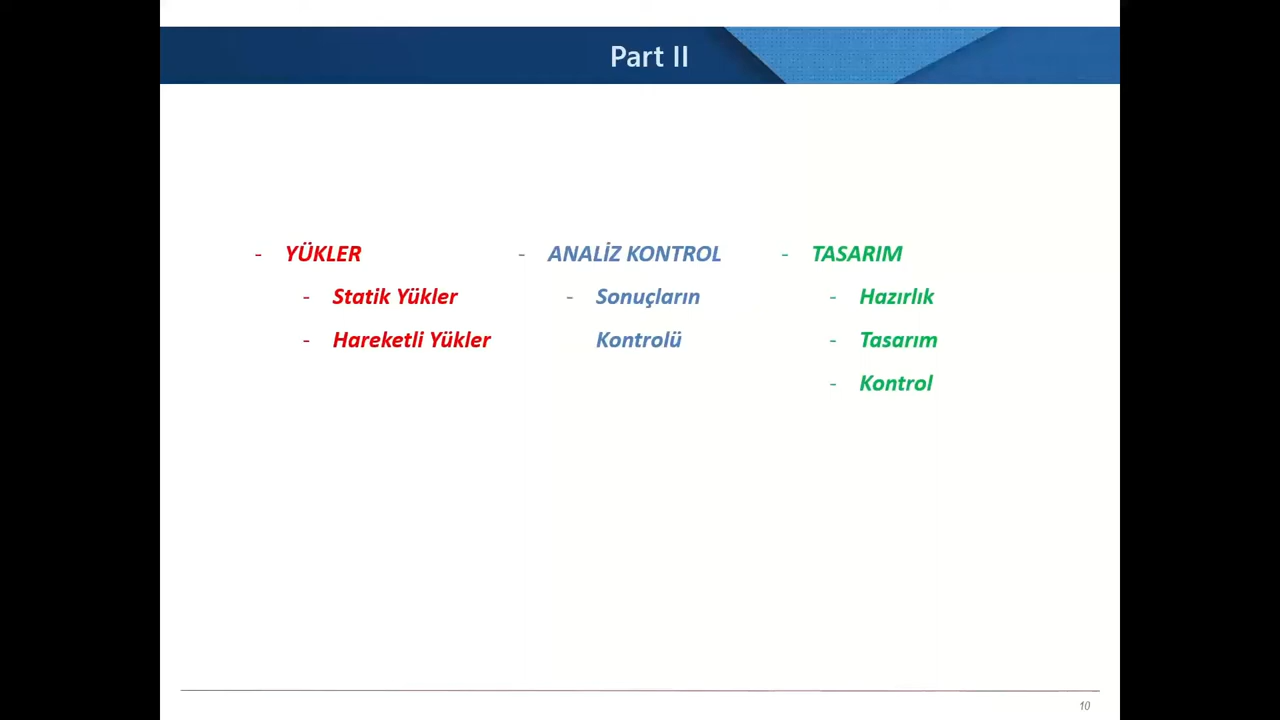 Part II
- YÜKLER
- Statik Yükler
- Hareketli Yükler
- ANALİZ KONTROL
- Sonuçların
Kontrolü
- TASARIM
- Hazırlık
- Tasarım
- Kontrol
10